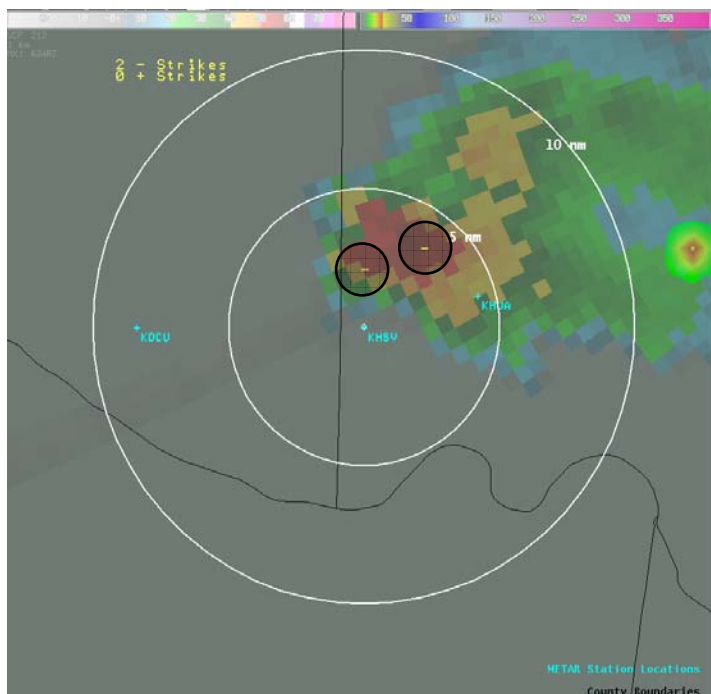 50 100 150 200 250 300 350
2 - Strikes
0 + Strikes
10 nm
5 nm
KHUA
KDCU
KHSV
METAR Station Locations
County Boundaries